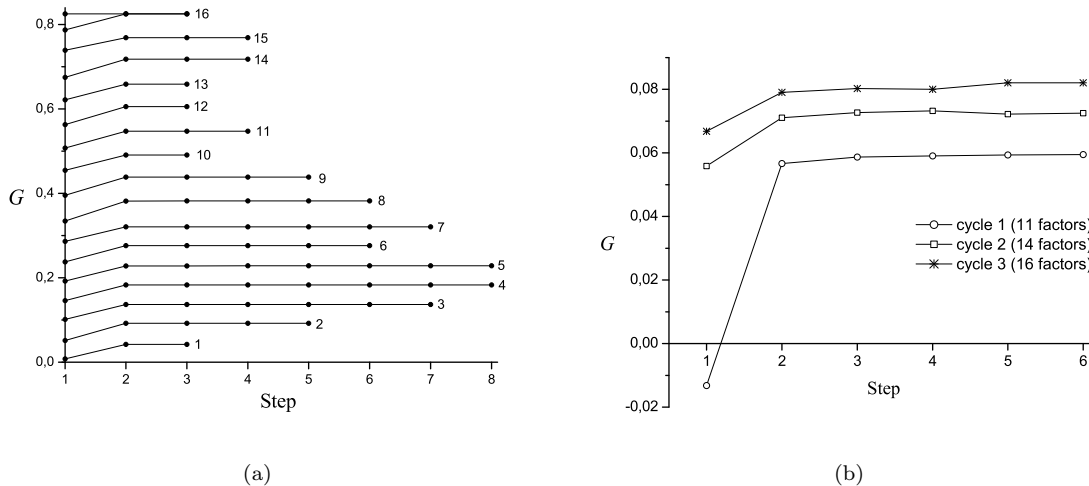 0,8
0,6
0,4
0,2
0,0
G
16
15
14
13
12
11
10
9
8
7
6
5
4
3
2
1
1 2 3 4 5 6 7 8
Step
(a)
0,08
0,06
0,04
0,02
0,00
-0,02
G
cycle 1 (11 factors)
cycle 2 (14 factors)
cycle 3 (16 factors)
1 2 3 4 5 6
Step
(b)